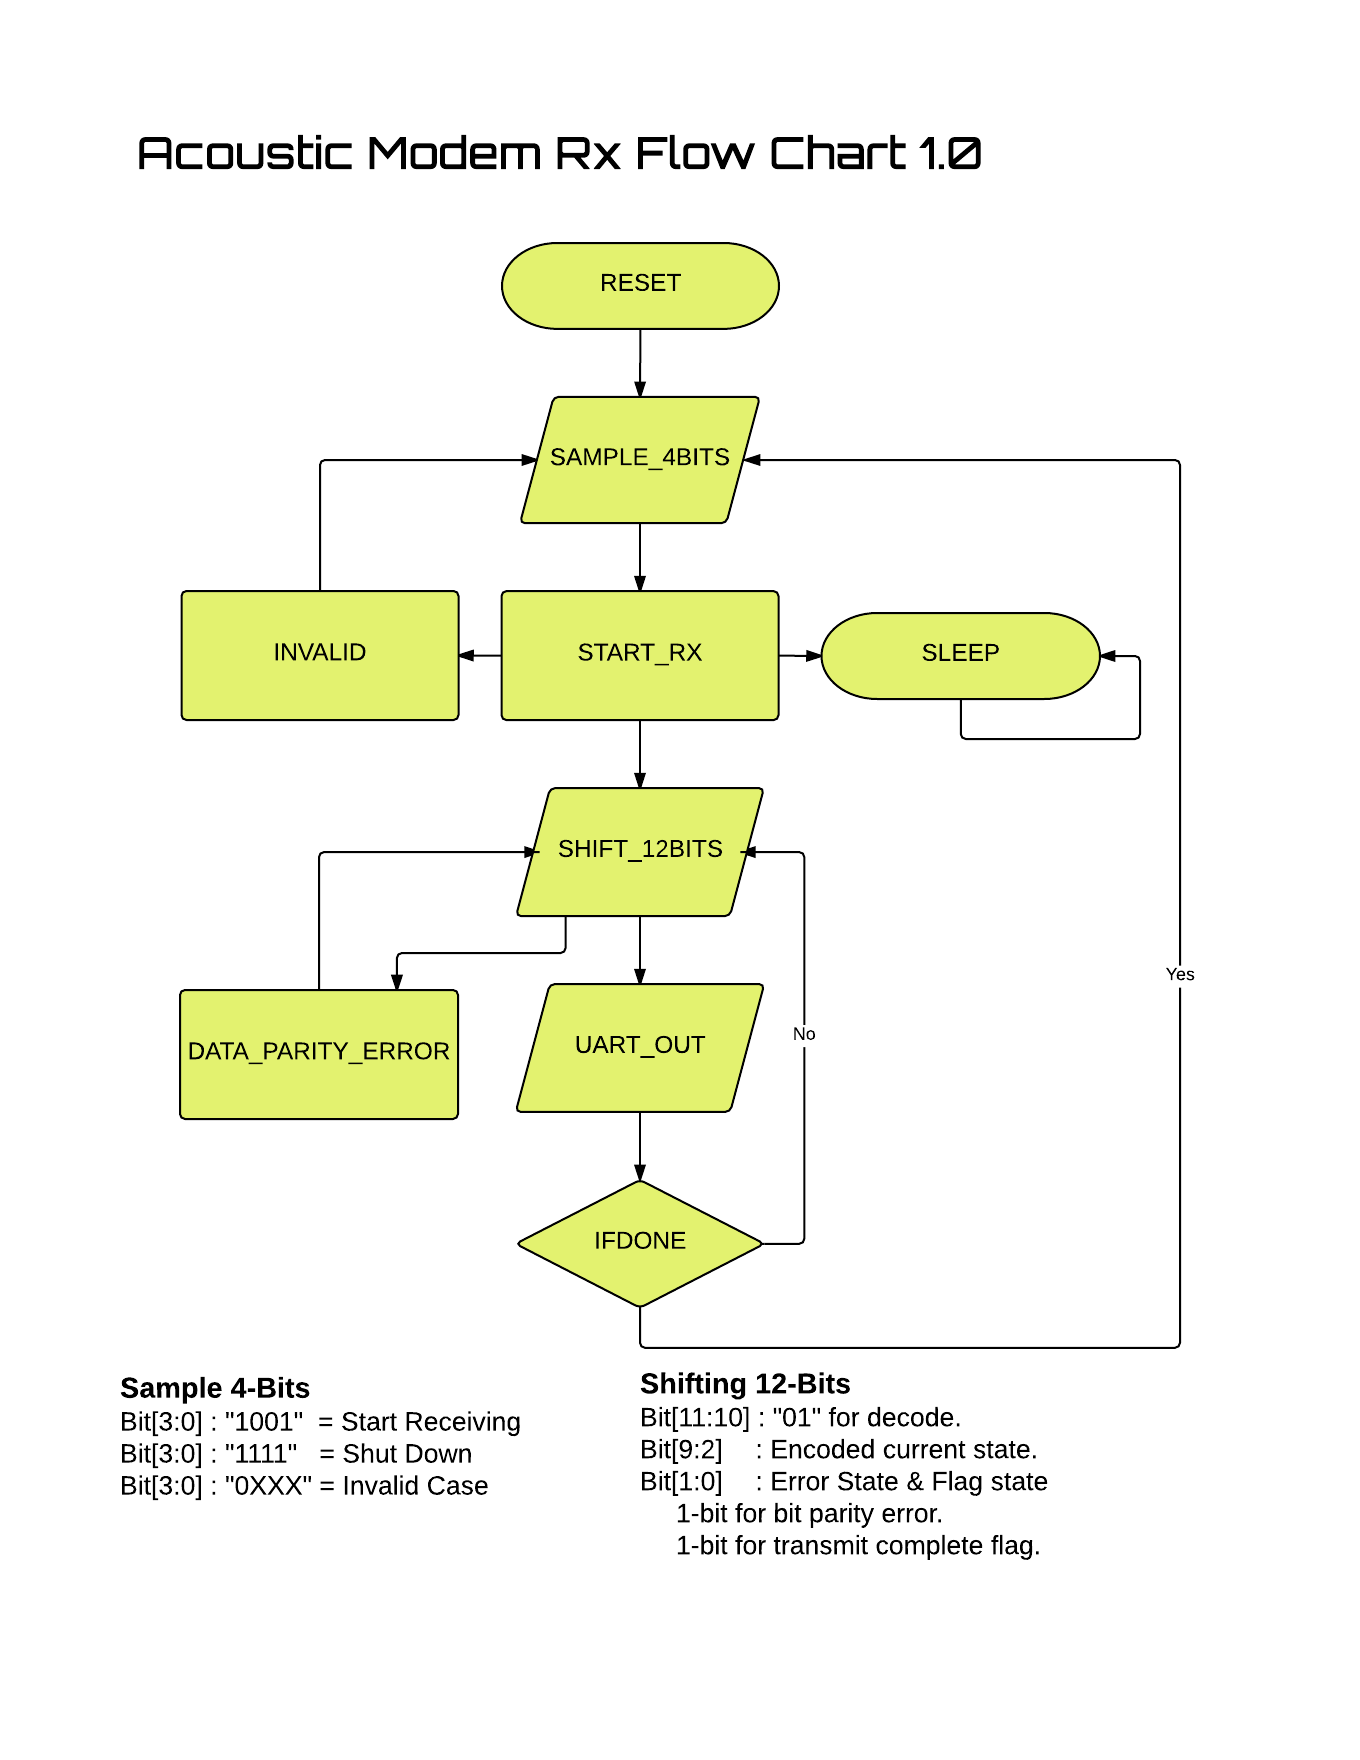 Acoustic Modem Rx Flow Chart 1.0
RESET
SAMPLE_4BITS
INVALID
START_RX
SLEEP
SHIFT_12BITS
Yes
No
DATA_PARITY_ERROR
UART_OUT
IFDONE
Sample 4-Bits
Bit[3:0] : "1001" = Start Receiving
Bit[3:0] : "1111" = Shut Down
Bit[3:0] : "0XXX" = Invalid Case
Shifting 12-Bits
Bit[11:10] : "01" for decode.
Bit[9:2] : Encoded current state.
Bit[1:0] : Error State & Flag state
1-bit for bit parity error.
1-bit for transmit complete flag.